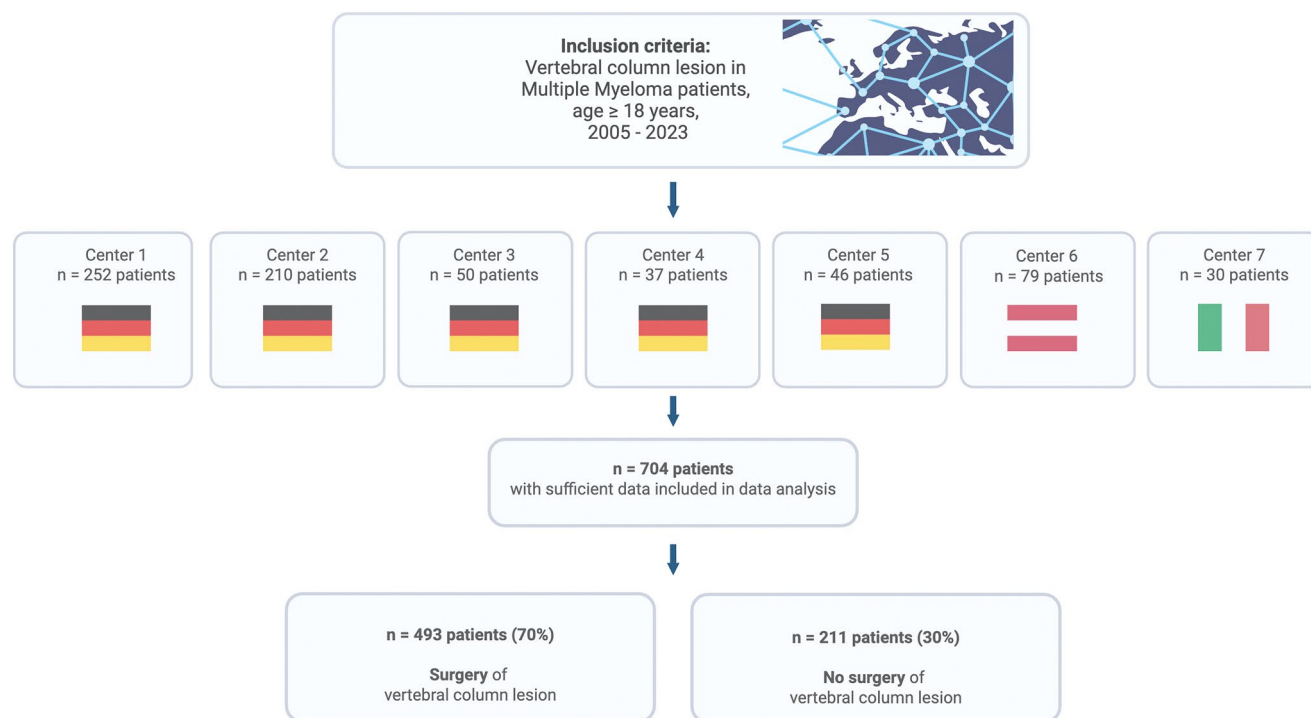 Inclusion criteria:
Vertebral column lesion in
Multiple Myeloma patients,
age ≥ 18 years,
2005 - 2023
Center 1
n = 252 patients
Center 2
n = 210 patients
Center 3
n = 50 patients
Center 4
n = 37 patients
Center 5
n = 46 patients
Center 6
n = 79 patients
Center 7
n = 30 patients
n = 704 patients
with sufficient data included in data analysis
n = 493 patients (70%)
Surgery of
vertebral column lesion
n = 211 patients (30%)
No surgery of
vertebral column lesion